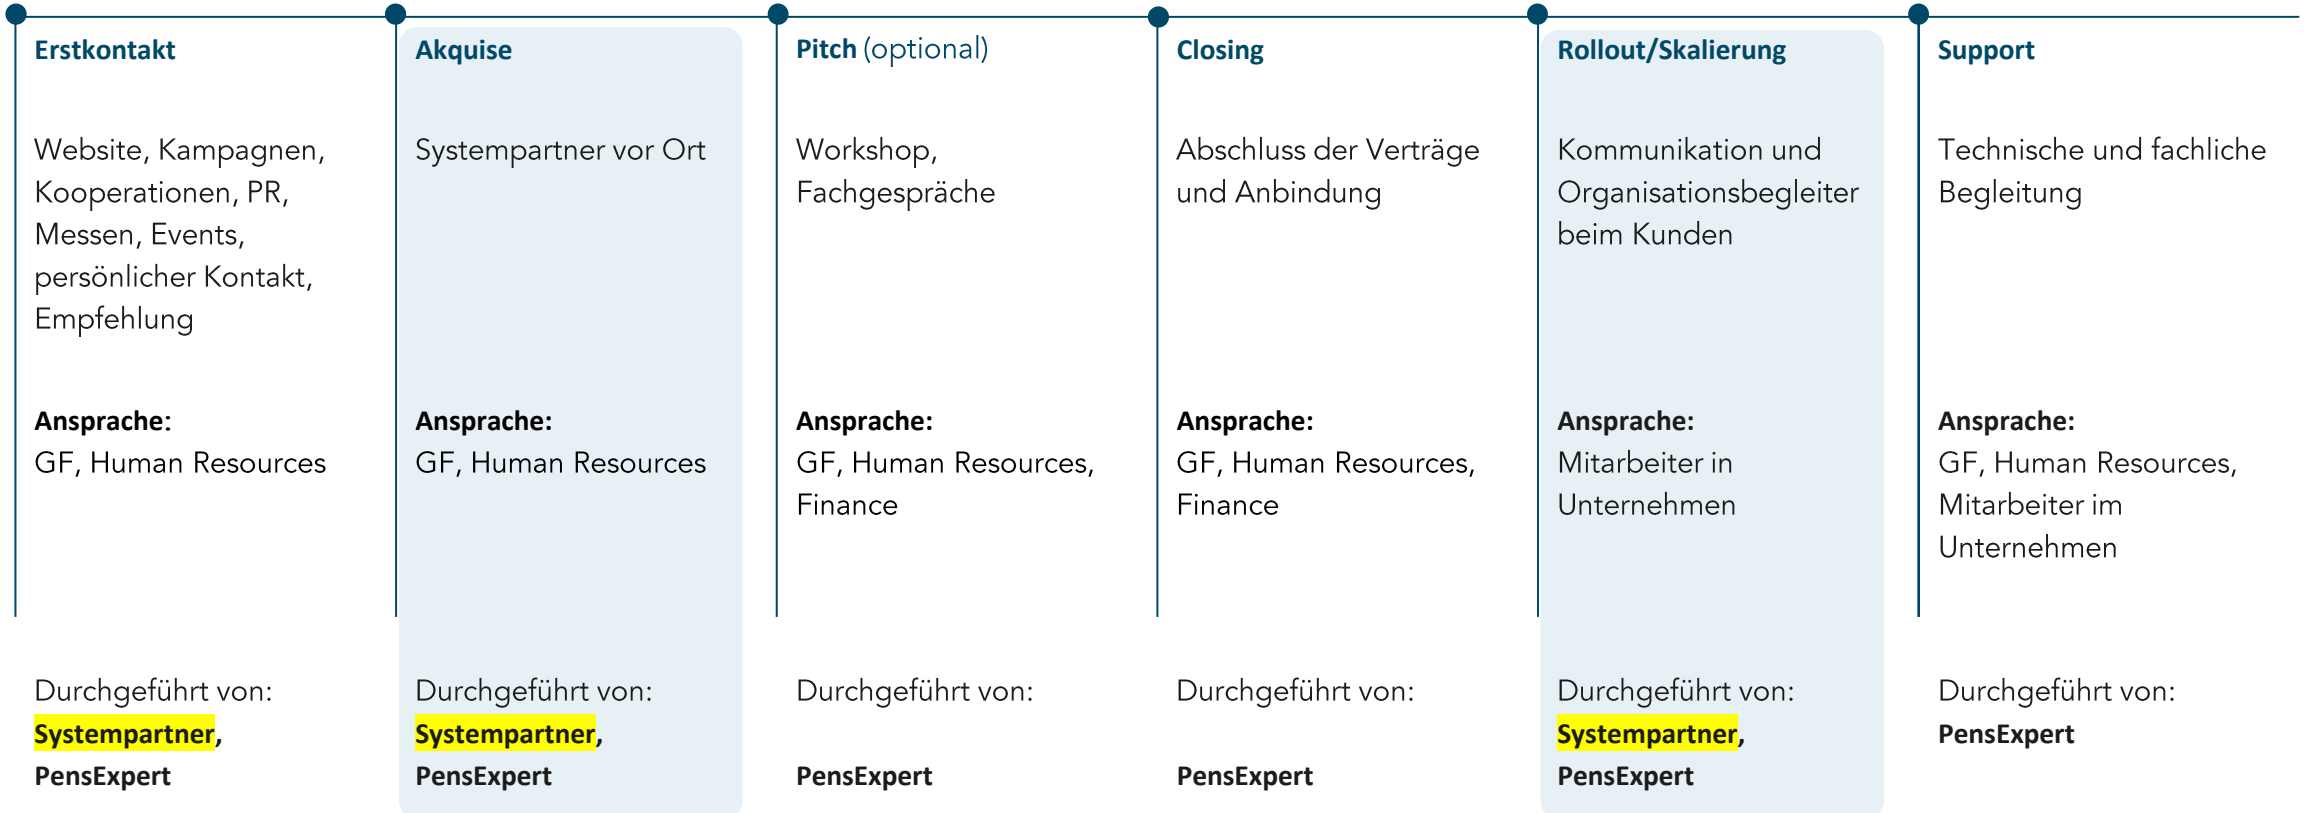 Erstkontakt
Website, Kampagnen,
Kooperationen, PR,
Messen, Events,
persönlicher Kontakt,
Empfehlung
Ansprache:
GF, Human Resources
Durchgeführt von:
Systempartner,
PensExpert
Akquise
Systempartner vor Ort
Ansprache:
GF, Human Resources
Durchgeführt von:
Systempartner,
PensExpert
Pitch (optional)
Workshop,
Fachgespräche
Ansprache:
GF, Human Resources,
Finance
Durchgeführt von:
PensExpert
Closing
Abschluss der Verträge
und Anbindung
Ansprache:
GF, Human Resources,
Finance
Durchgeführt von:
PensExpert
Rollout/Skalierung
Kommunikation und
Organisationsbegleiter
beim Kunden
Ansprache:
Mitarbeiter in
Unternehmen
Durchgeführt von:
Systempartner,
PensExpert
Support
Technische und fachliche
Begleitung
Ansprache:
GF, Human Resources,
Mitarbeiter im
Unternehmen
Durchgeführt von:
PensExpert